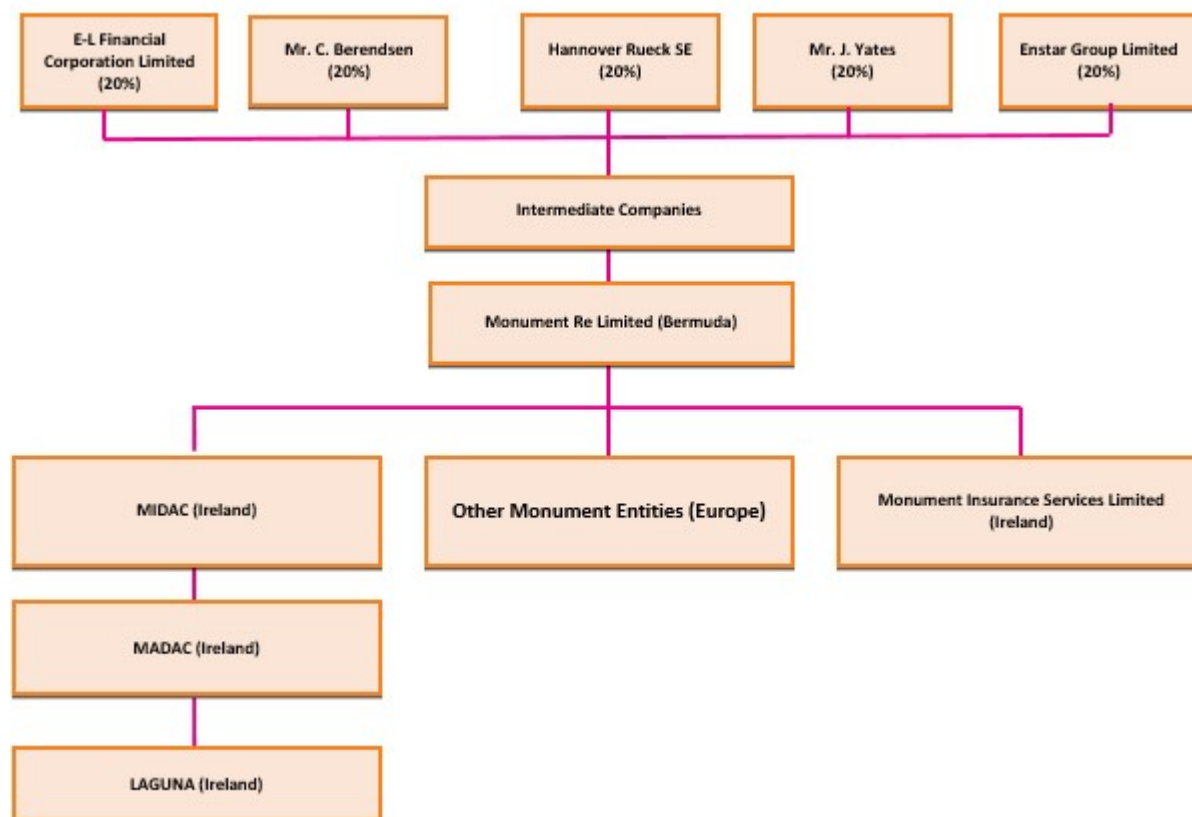 E-L Financial
Corporation Limited
(20%)
Mr. C. Berendsen
(20%)
Hannover Rueck SE
(20%)
Mr. J. Yates
(20%)
Enstar Group Limited
(20%)
Intermediate Companies
Monument Re Limited (Bermuda)
MIDAC (Ireland)
Other Monument Entities (Europe)
Monument Insurance Services Limited
(Ireland)
MADAC (Ireland)
LAGUNA (Ireland)